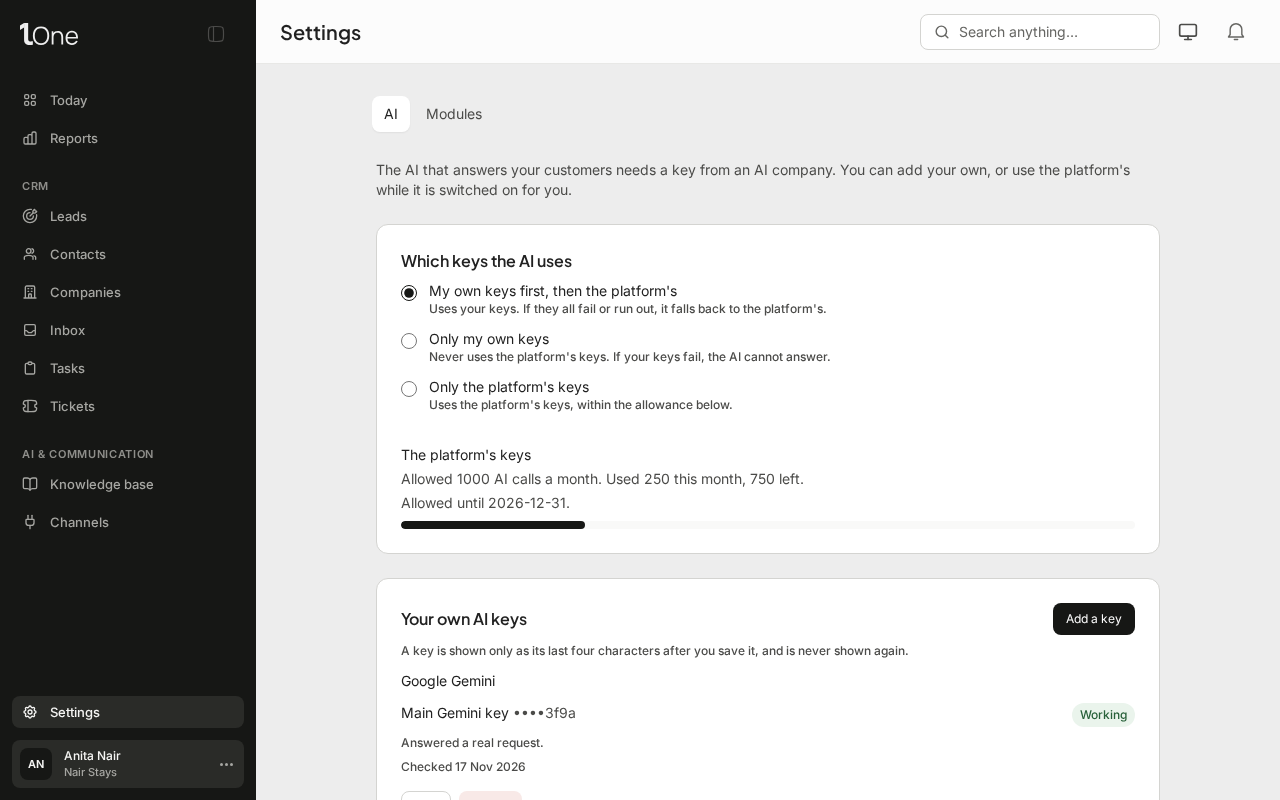 1One
Settings
Search anything...
Today
Reports
CRM
Leads
Contacts
Companies
Inbox
Tasks
Tickets
AI & COMMUNICATION
Knowledge base
Channels
Settings
AN
Anita Nair
Nair Stays
AI
Modules
The AI that answers your customers needs a key from an AI company. You can add your own, or use the platform's
while it is switched on for you.
Which keys the AI uses
My own keys first, then the platform's
Uses your keys. If they all fail or run out, it falls back to the platform's.
Only my own keys
Never uses the platform's keys. If your keys fail, the AI cannot answer.
Only the platform's keys
Uses the platform's keys, within the allowance below.
The platform's keys
Allowed 1000 AI calls a month. Used 250 this month, 750 left.
Allowed until 2026-12-31.
Your own AI keys
Add a key
A key is shown only as its last four characters after you save it, and is never shown again.
Google Gemini
Main Gemini key ••••3f9a
Working
Answered a real request.
Checked 17 Nov 2026